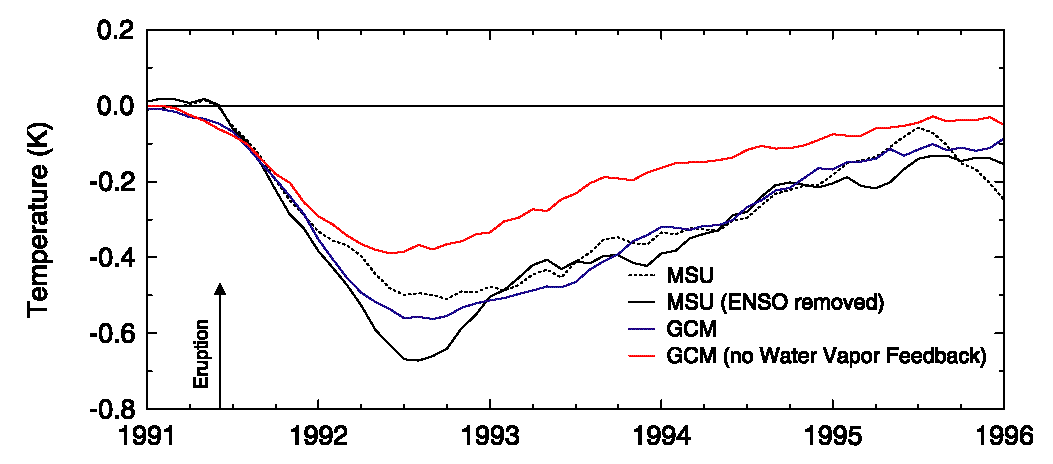 0.2
0.0
-0.2
-0.4
-0.6
-0.8
Temperature (K)
Eruption
MSU
MSU (ENSO removed)
GCM
GCM (no Water Vapor Feedback)
1991 1992 1993 1994 1995 1996